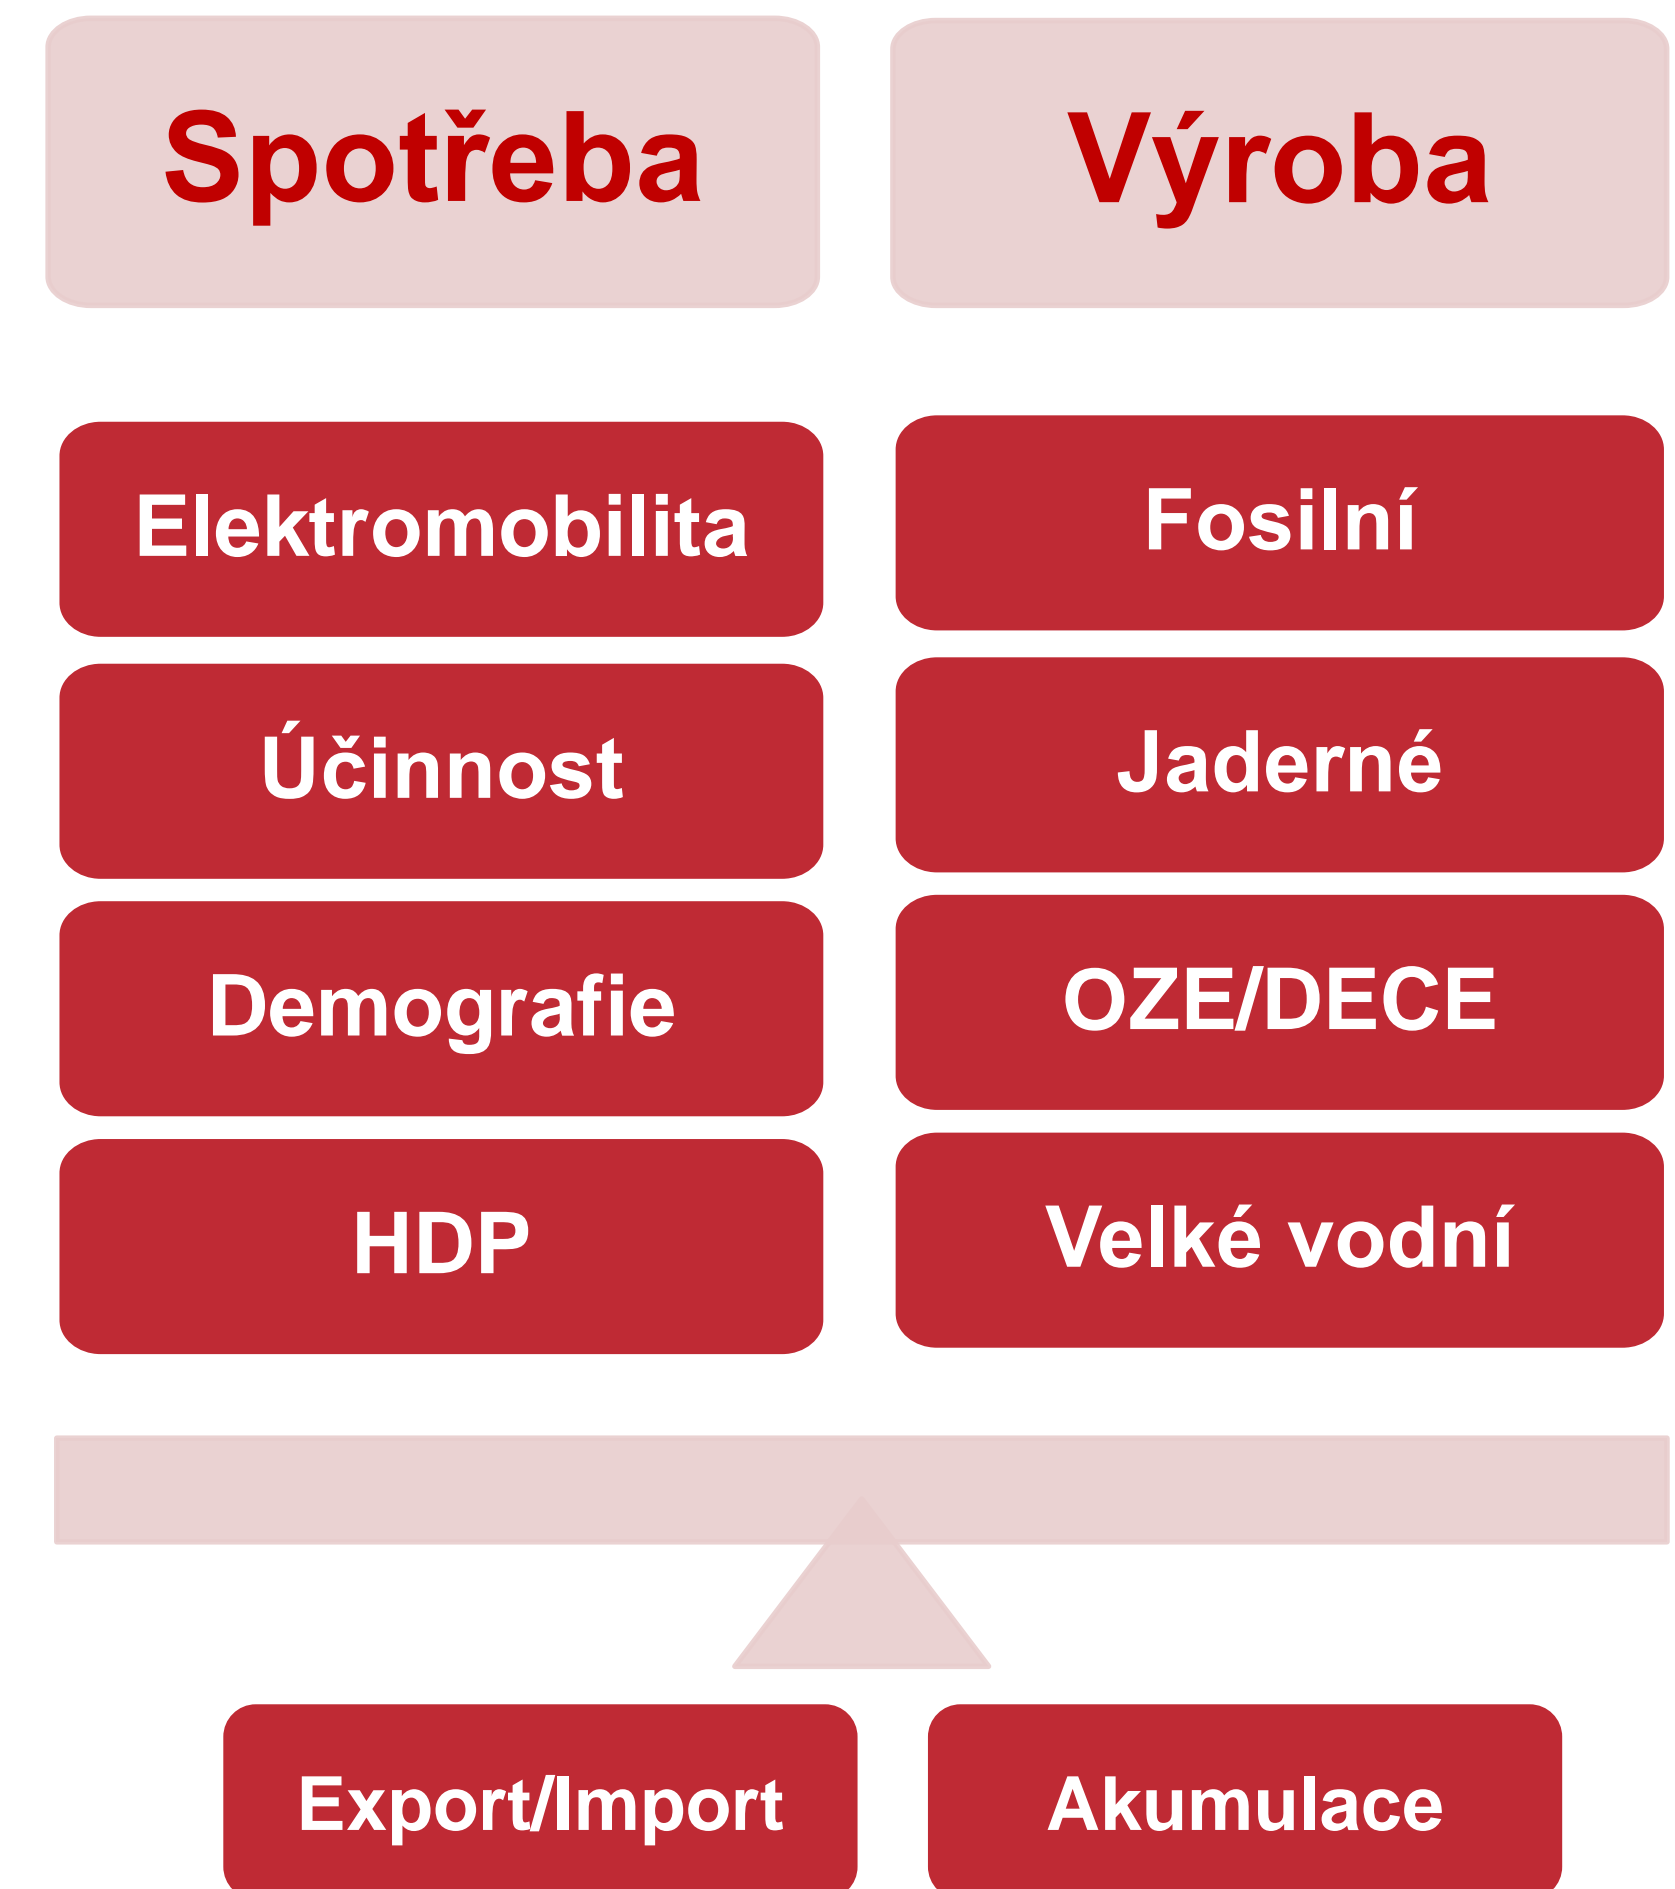 Spotřeba
Výroba
Elektromobilita
Fosilní
Účinnost
Jaderné
Demografie
OZE/DECE
HDP
Velké vodní
Export/Import
Akumulace